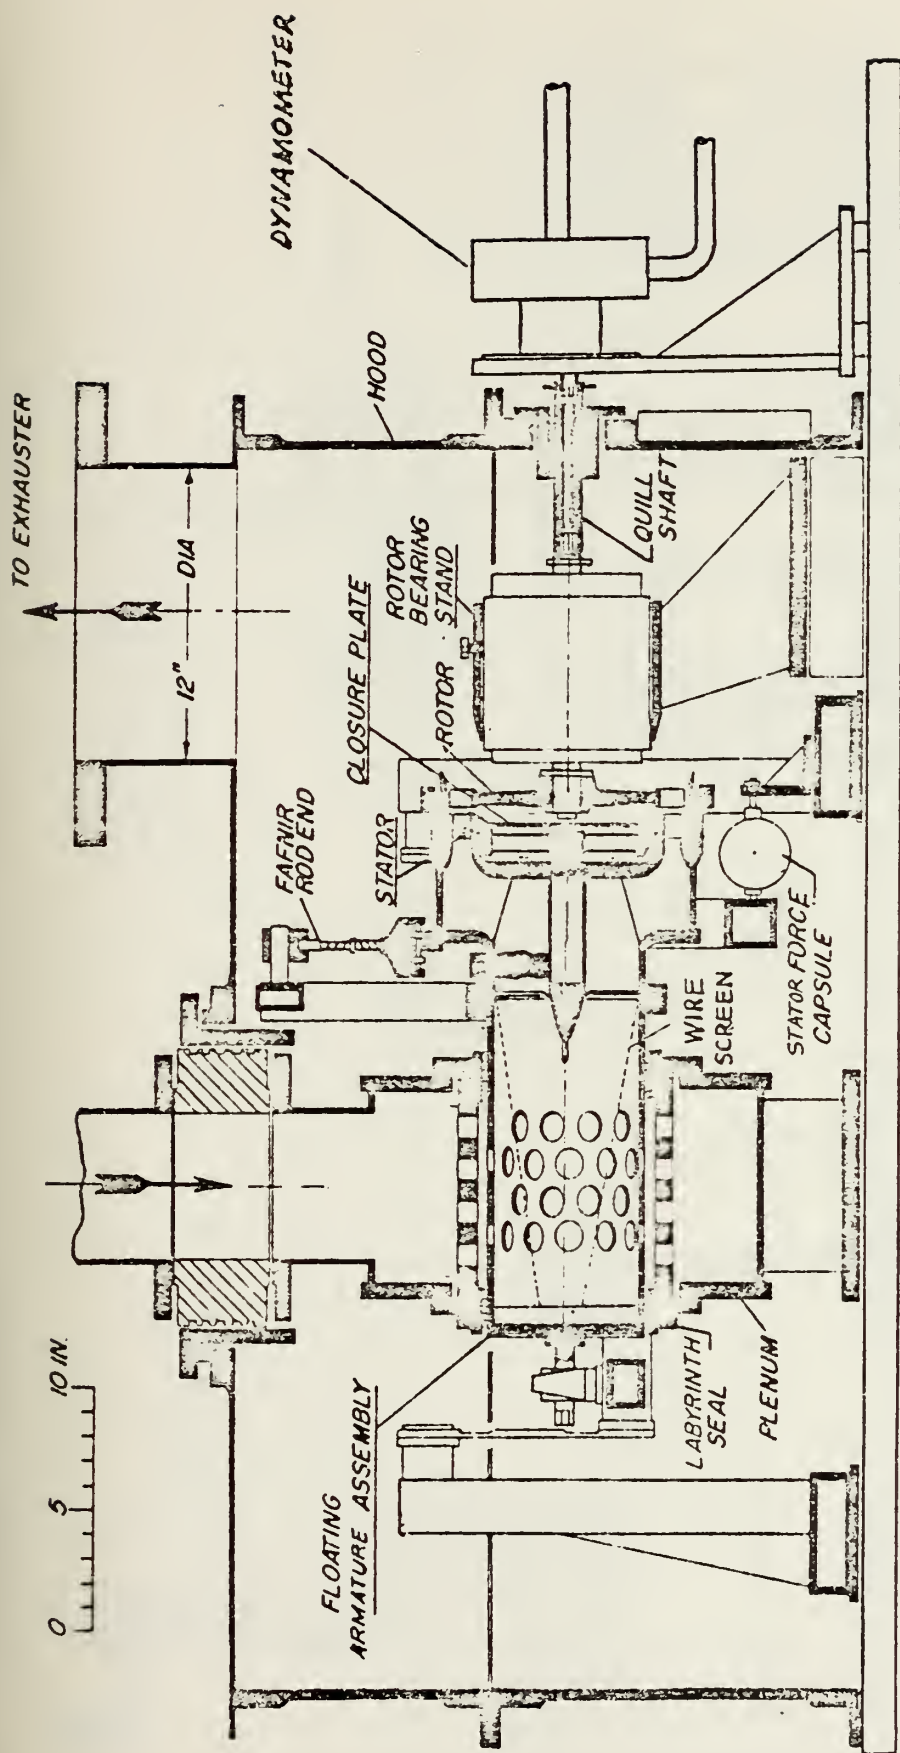 TO EXHAUSTER
12" DIA
DYNAMOMETER
HOOD
QUILL
SHAFT
ROTOR
BEARING
STAND
CLOSURE PLATE
ROTOR
STATOR
FAFNIR
ROD END
STATOR FORCE
CAPSULE
WIRE
SCREEN
0 5 10 IN.
FLOATING
ARMATURE ASSEMBLY
LABYRINTH
SEAL
PLENUM